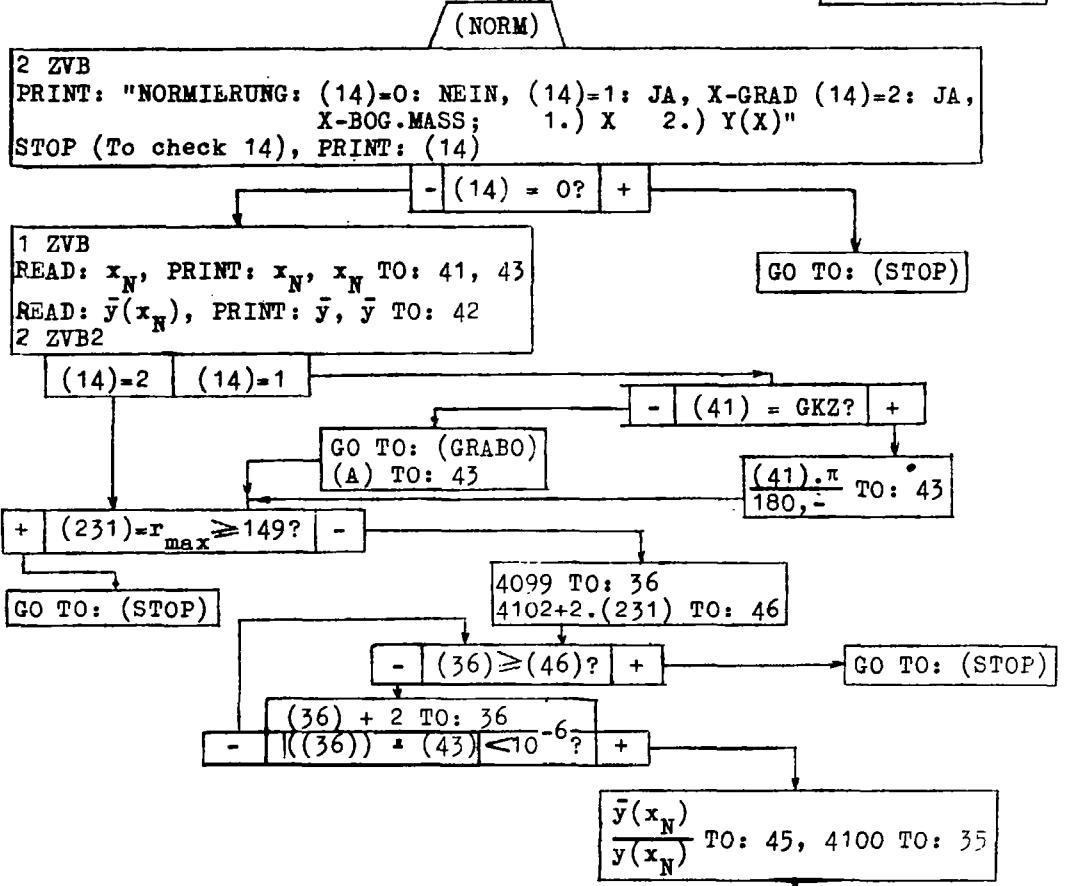 (NORM)
2 ZVB
PRINT: "NORMIERUNG: (14)=0: NEIN, (14)=1: JA, X-GRAD (14)=2: JA,
X-BOG.MASS; 1.) X 2.) Y(X)"
STOP (To check 14), PRINT: (14)
- (14) = 0? +
1 ZVB
READ: x_N, PRINT: x_N, x_N TO: 41, 43
READ: ȳ(x_N), PRINT: ȳ, ȳ TO: 42
2 ZVB2
GO TO: (STOP)
(14)=2 (14)=1
- (41) = GKZ? +
GO TO: (GRABO)
(A) TO: 43
(41).π
180,- TO: 43
+ (231)=r_max ≥ 149? -
GO TO: (STOP)
4099 TO: 36
4102+2.(231) TO: 46
- (36) ≥ (46)? +
GO TO: (STOP)
(36) + 2 TO: 36
- |((36)) - (43)| <10^-6? +
ȳ(x_N)
y(x_N) TO: 45, 4100 TO: 35